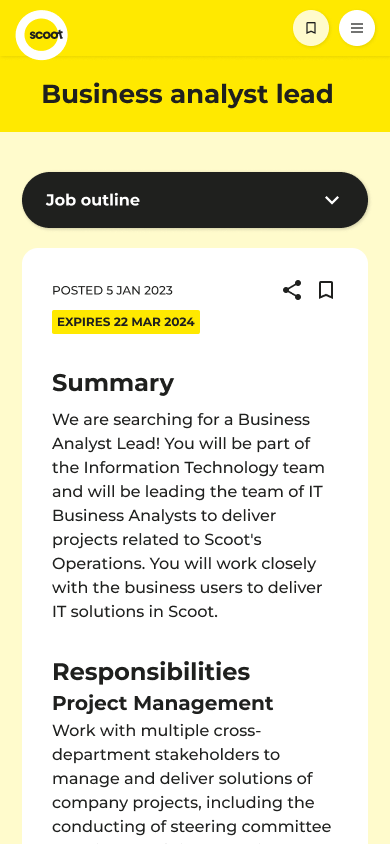 scoot
Business analyst lead
Job outline
POSTED 5 JAN 2023
EXPIRES 22 MAR 2024
Summary
We are searching for a Business
Analyst Lead! You will be part of
the Information Technology team
and will be leading the team of IT
Business Analysts to deliver
projects related to Scoot's
Operations. You will work closely
with the business users to deliver
IT solutions in Scoot.
Responsibilities
Project Management
Work with multiple cross-
department stakeholders to
manage and deliver solutions of
company projects, including the
conducting of steering committee